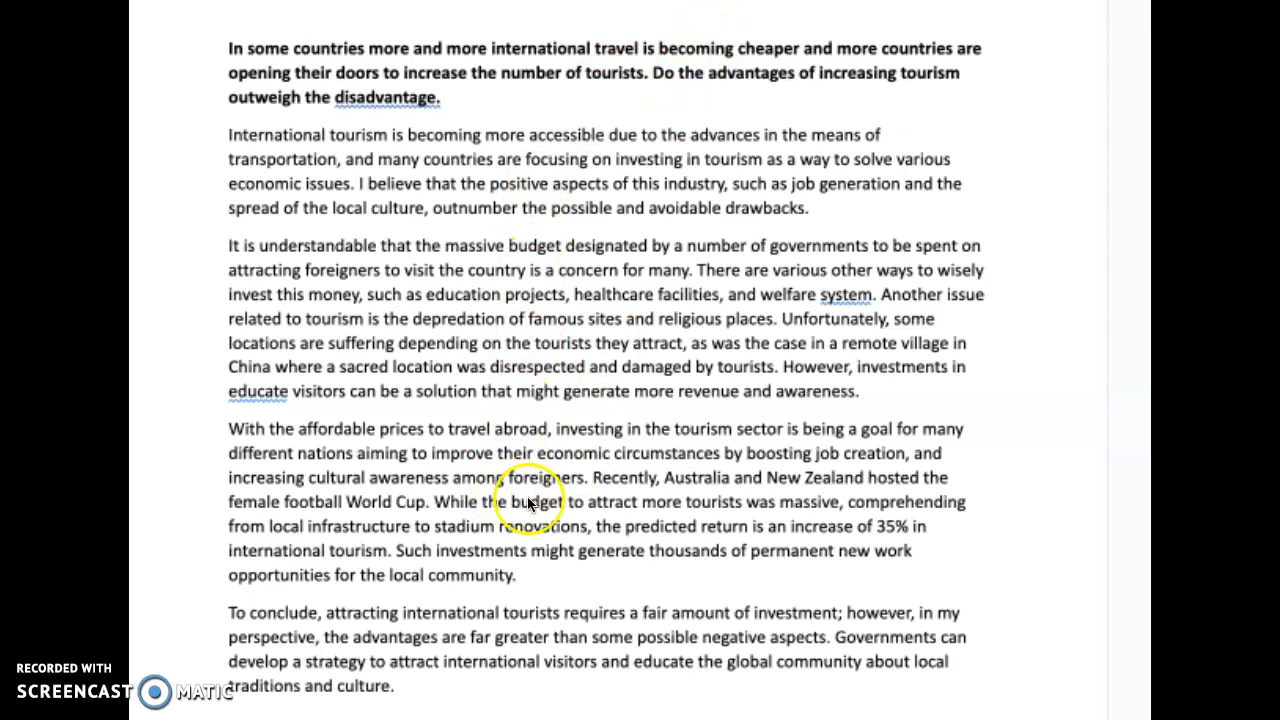 In some countries more and more international travel is becoming cheaper and more countries are
opening their doors to increase the number of tourists. Do the advantages of increasing tourism
outweigh the disadvantage.
International tourism is becoming more accessible due to the advances in the means of
transportation, and many countries are focusing on investing in tourism as a way to solve various
economic issues. I believe that the positive aspects of this industry, such as job generation and the
spread of the local culture, outnumber the possible and avoidable drawbacks.
It is understandable that the massive budget designated by a number of governments to be spent on
attracting foreigners to visit the country is a concern for many. There are various other ways to wisely
invest this money, such as education projects, healthcare facilities, and welfare system. Another issue
related to tourism is the depredation of famous sites and religious places. Unfortunately, some
locations are suffering depending on the tourists they attract, as was the case in a remote village in
China where a sacred location was disrespected and damaged by tourists. However, investments in
educate visitors can be a solution that might generate more revenue and awareness.
With the affordable prices to travel abroad, investing in the tourism sector is being a goal for many
different nations aiming to improve their economic circumstances by boosting job creation, and
increasing cultural awareness among foreigners. Recently, Australia and New Zealand hosted the
female football World Cup. While the budget to attract more tourists was massive, comprehending
from local infrastructure to stadium renovations, the predicted return is an increase of 35% in
international tourism. Such investments might generate thousands of permanent new work
opportunities for the local community.
To conclude, attracting international tourists requires a fair amount of investment; however, in my
perspective, the advantages are far greater than some possible negative aspects. Governments can
develop a strategy to attract international visitors and educate the global community about local
traditions and culture.
RECORDED WITH
SCREENCAST MATIC